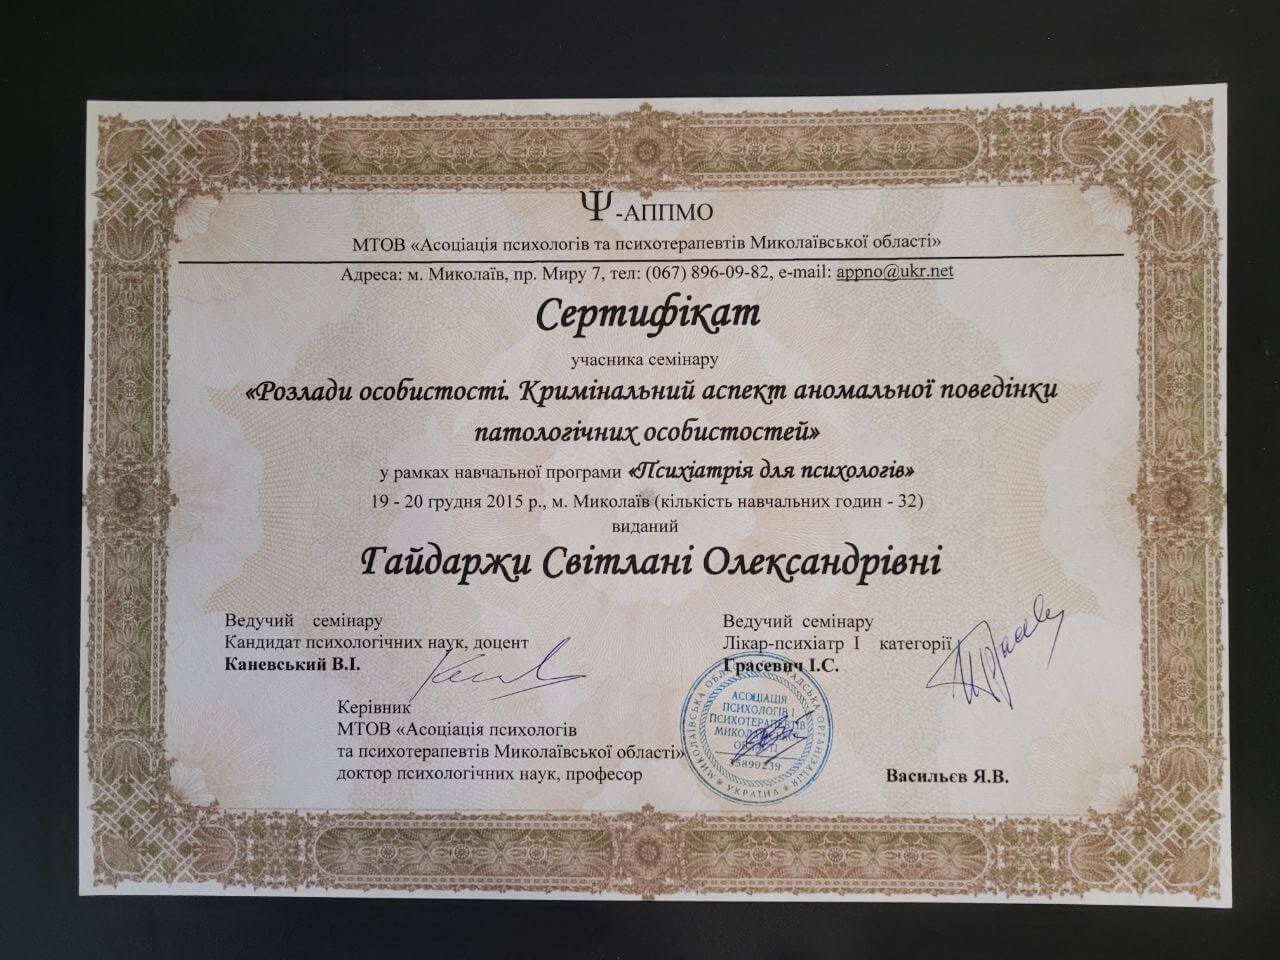 Ψ-АППМО
МТОВ «Асоціація психологів та психотерапевтів Миколаївської області»
Адреса: м. Миколаїв, пр. Миру 7, тел: (067) 896-09-82, e-mail: appno@ukr.net
Сертифікат
учасника семінару
«Розлади особистості. Кримінальний аспект аномальної поведінки
патологічних особистостей»
у рамках навчальної програми «Психіатрія для психологів»
19 - 20 грудня 2015 р., м. Миколаїв (кількість навчальних годин - 32)
виданий
Гайдаржи Світлані Олександрівні
Ведучий семінару
Кандидат психологічних наук, доцент
Каневський В.І.
Ведучий семінару
Лікар-психіатр І категорії
Грасевич І.С.
Керівник
МТОВ «Асоціація психологів
та психотерапевтів Миколаївської області»
доктор психологічних наук, професор
Васильєв Я.В.
МИКОЛАЇВСЬКА ОРГАНІЗАЦІЯ
УКРАЇНА
АСОЦІАЦІЯ
ПСИХОЛОГІВ І
ПСИХОТЕРАПЕВТІВ